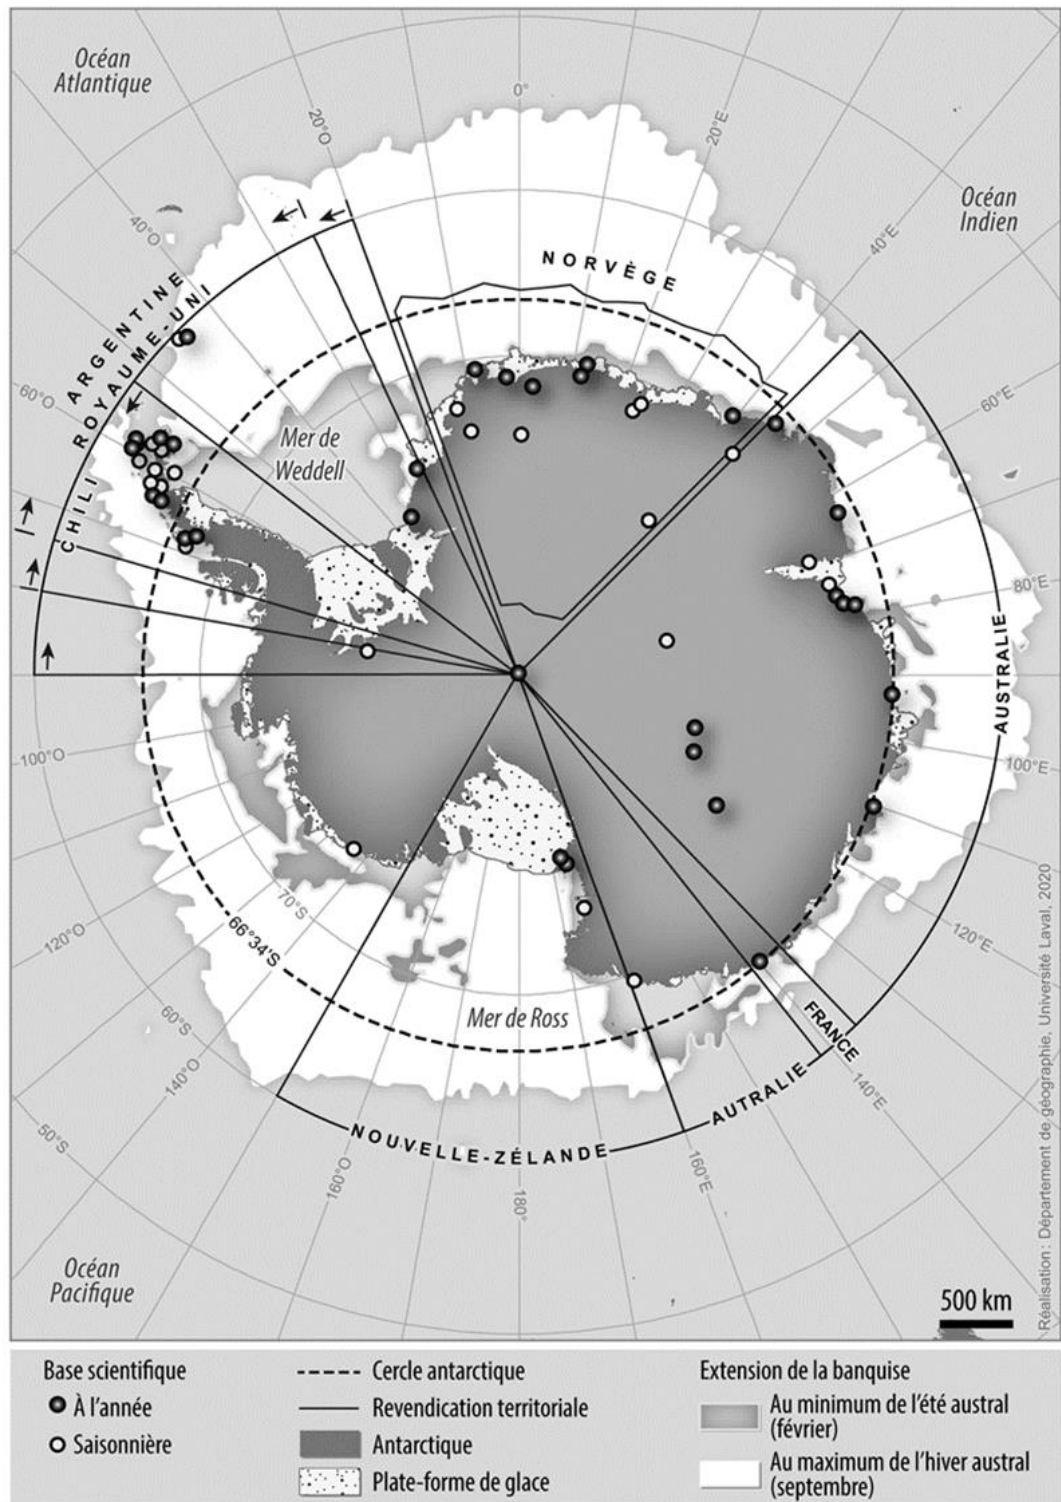 Océan
Atlantique
0°
20°O
20°E
Océan
Indien
40°O
40°E
NORVÈGE
ARGENTINE
ROYAUME-UNI
60°O
60°E
Mer de
Weddell
CHILI
80°E
AUSTRALIE
100°O
100°E
70°S
66°34'S
120°O
120°E
Mer de Ross
FRANCE
60°S
140°O
AUTRALIE
140°E
50°S
NOUVELLE-ZÉLANDE
160°O
160°E
180°
Océan
Pacifique
500 km
Réalisation : Département de géographie, Université Laval, 2020
Base scientifique
À l'année
Saisonnière
Cercle antarctique
Revendication territoriale
Antarctique
Plate-forme de glace
Extension de la banquise
Au minimum de l'été austral
(février)
Au maximum de l'hiver austral
(septembre)